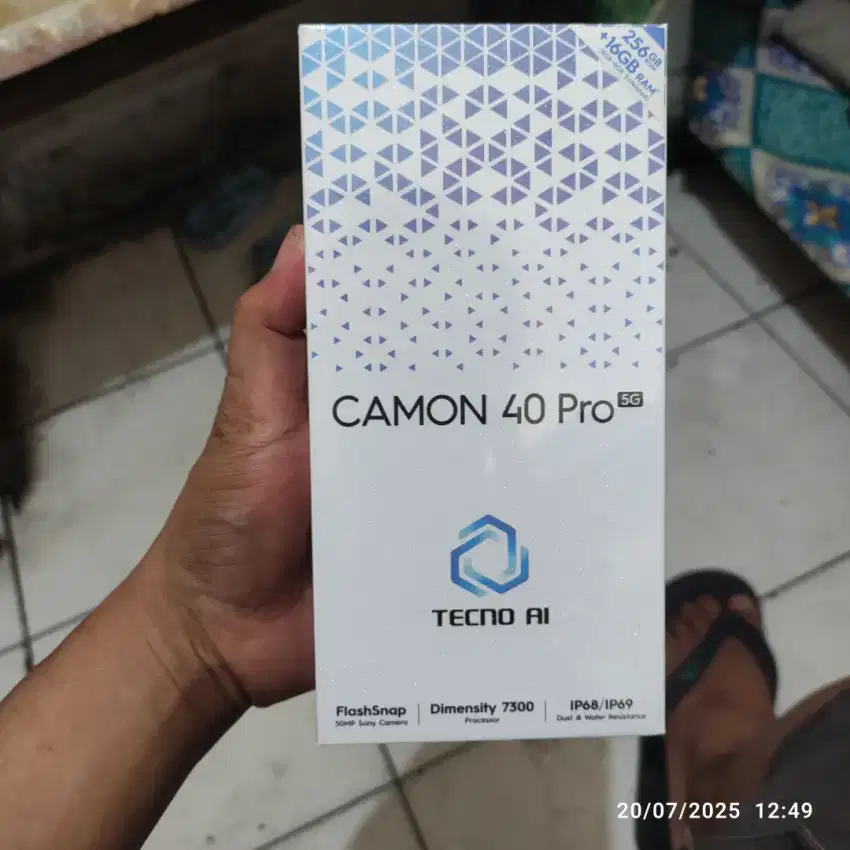 256GB ROM
+16GB RAM*
CAMON 40 Pro 5G
TECNO AI
FlashSnap
50MP Sony Camera
Dimensity 7300
Processor
IP68/IP69
Dust & Water Resistance
20/07/2025 12:49